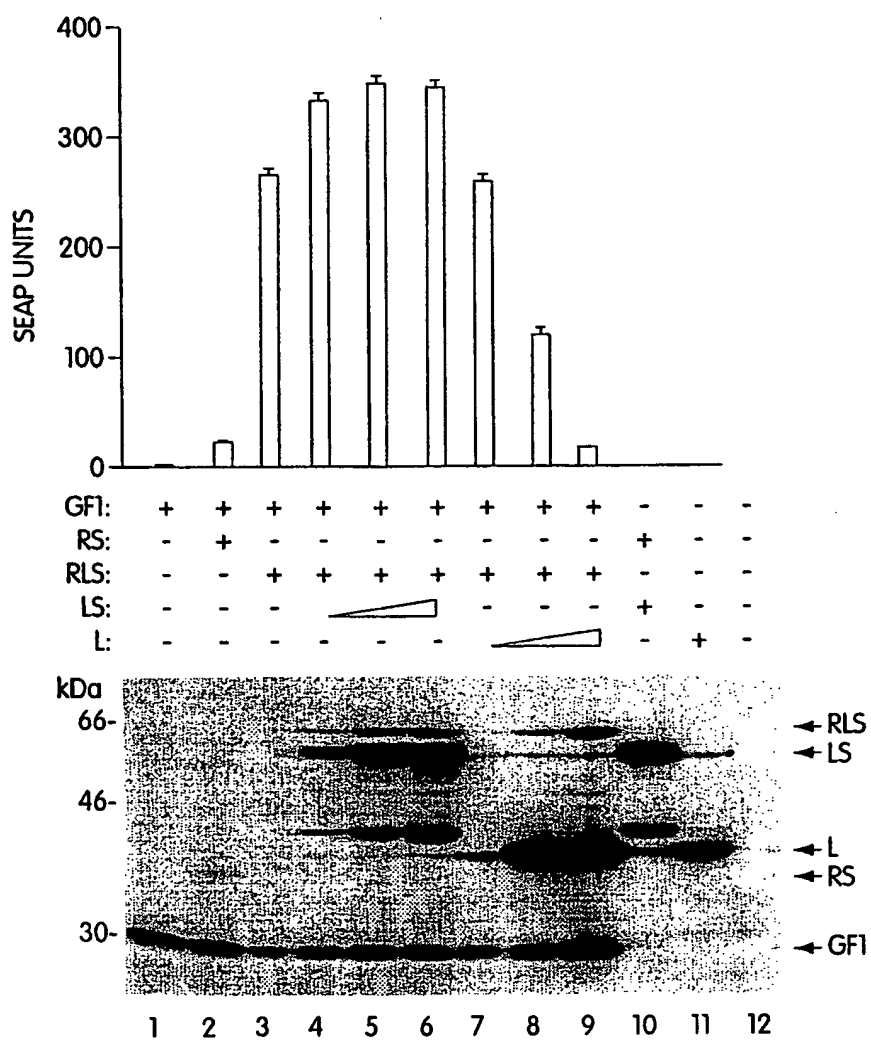 400
300
200
100
0
SEAP UNITS
GF1: + + + + + + + + + - - -
RS: - + - - - - - - - + - -
RLS: - - + + + + + + + - - -
LS: - - - - - - + - -
L: - - - - - - - + -
kDa
66-
RLS
LS
46-
L
RS
30-
GF1
1 2 3 4 5 6 7 8 9 10 11 12